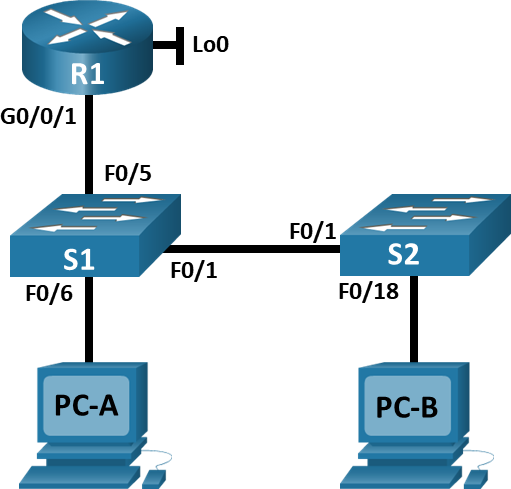 Lo0
R1
G0/0/1
F0/5
F0/1
S1
S2
F0/1
F0/6
F0/18
PC-A
PC-B